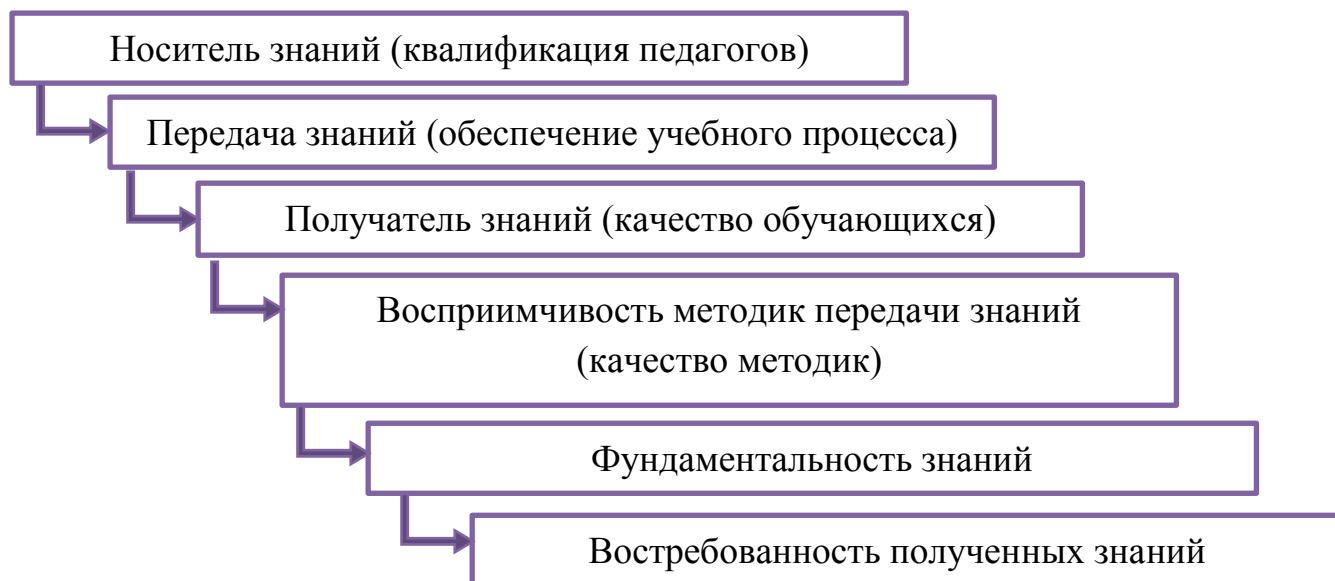 Носитель знаний (квалификация педагогов)
Передача знаний (обеспечение учебного процесса)
Получатель знаний (качество обучающихся)
Восприимчивость методик передачи знаний
(качество методик)
Фундаментальность знаний
Востребованность полученных знаний